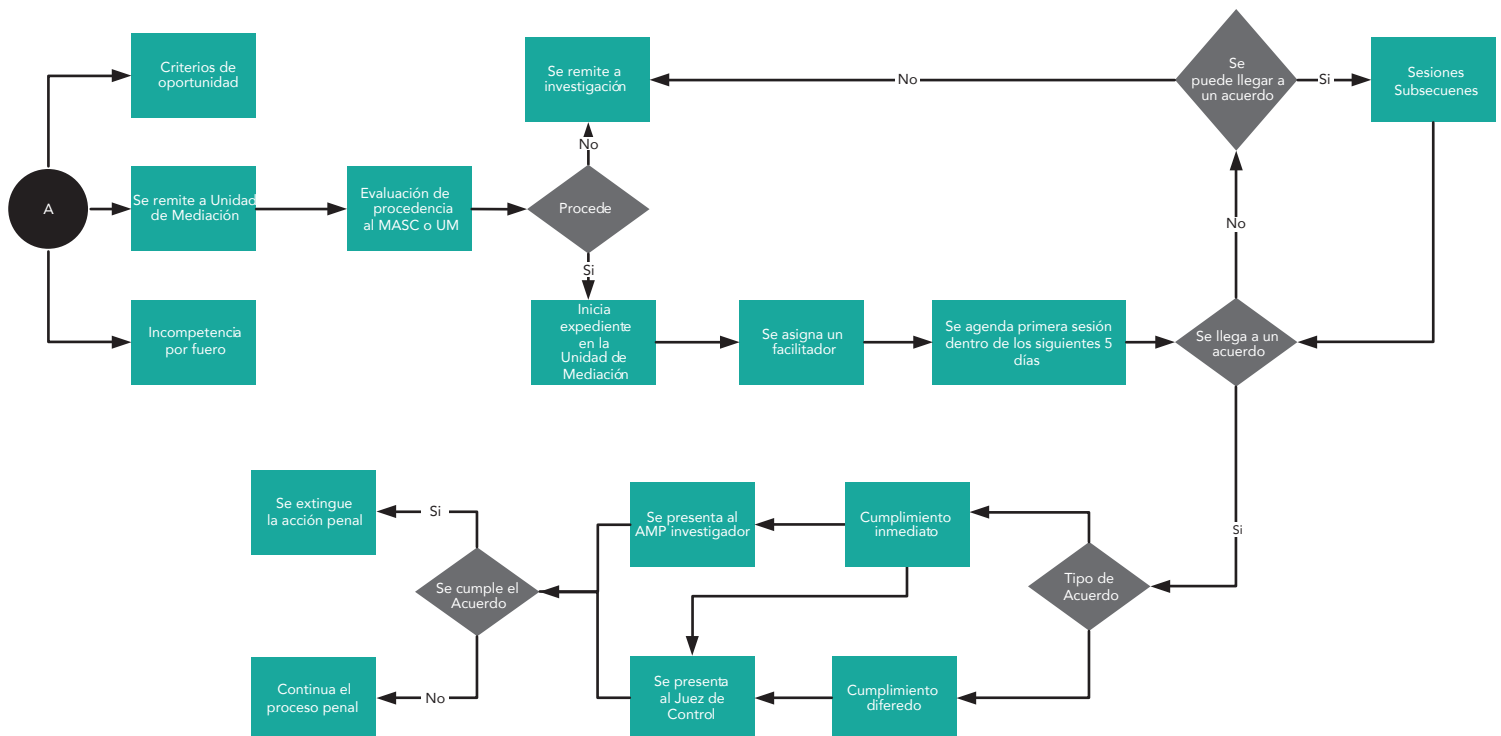 Criterios de
oportunidad
Se remite a
investigación
No
Se
puede llegar a
un acuerdo
Si
Sesiones
Subsecuenes
No
A
Se remite a Unidad
de Mediación
Evaluación de
procedencia
al MASC o UM
Procede
No
Si
Incompetencia
por fuero
Inicia
expediente
en la
Unidad de
Mediación
Se asigna un
facilitador
Se agenda primera sesión
dentro de los siguientes 5
días
Se llega a un
acuerdo
Si
Se extingue
la acción penal
Si
Se presenta al
AMP investigador
Cumplimiento
inmediato
Se cumple el
Acuerdo
Tipo de
Acuerdo
Continua el
proceso penal
No
Se presenta
al Juez de
Control
Cumplimiento
diferedo